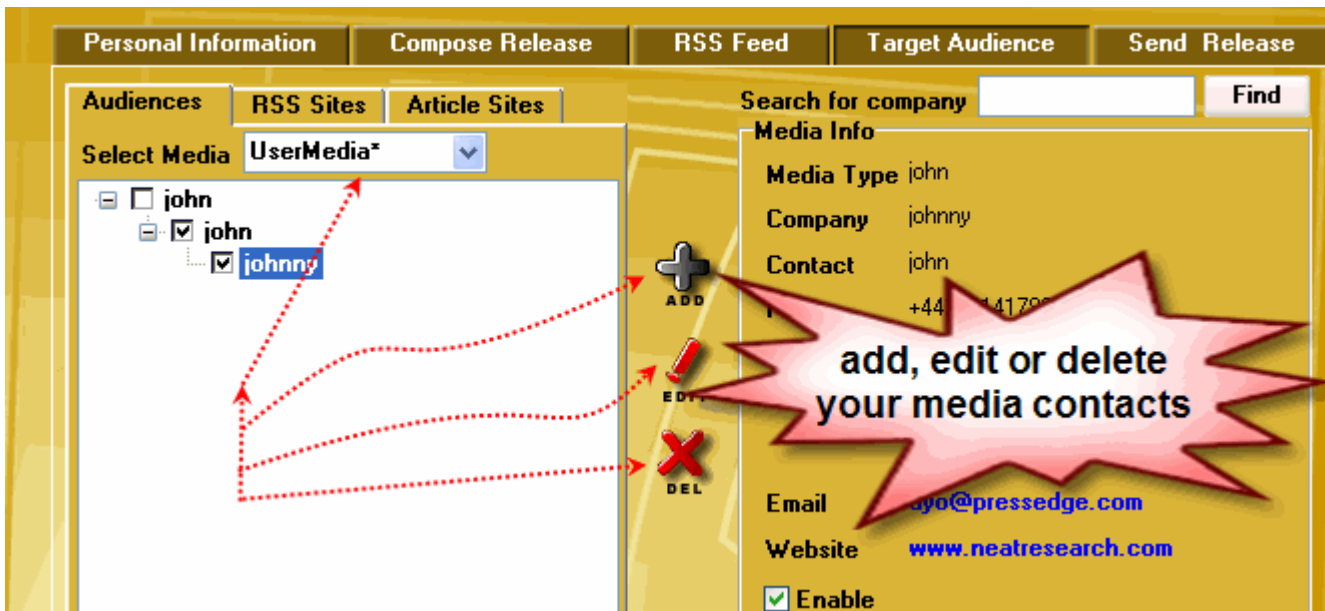 Personal Information Compose Release RSS Feed Target Audience Send Release
Audiences RSS Sites Article Sites
Search for company Find
Select Media UserMedia*
john
john
johnny
Media Info
Media Type john
Company johnny
Contact john
+44
ADD
EDIT
DEL
add, edit or delete
your media contacts
Email @pressedge.com
Website www.neatresearch.com
Enable